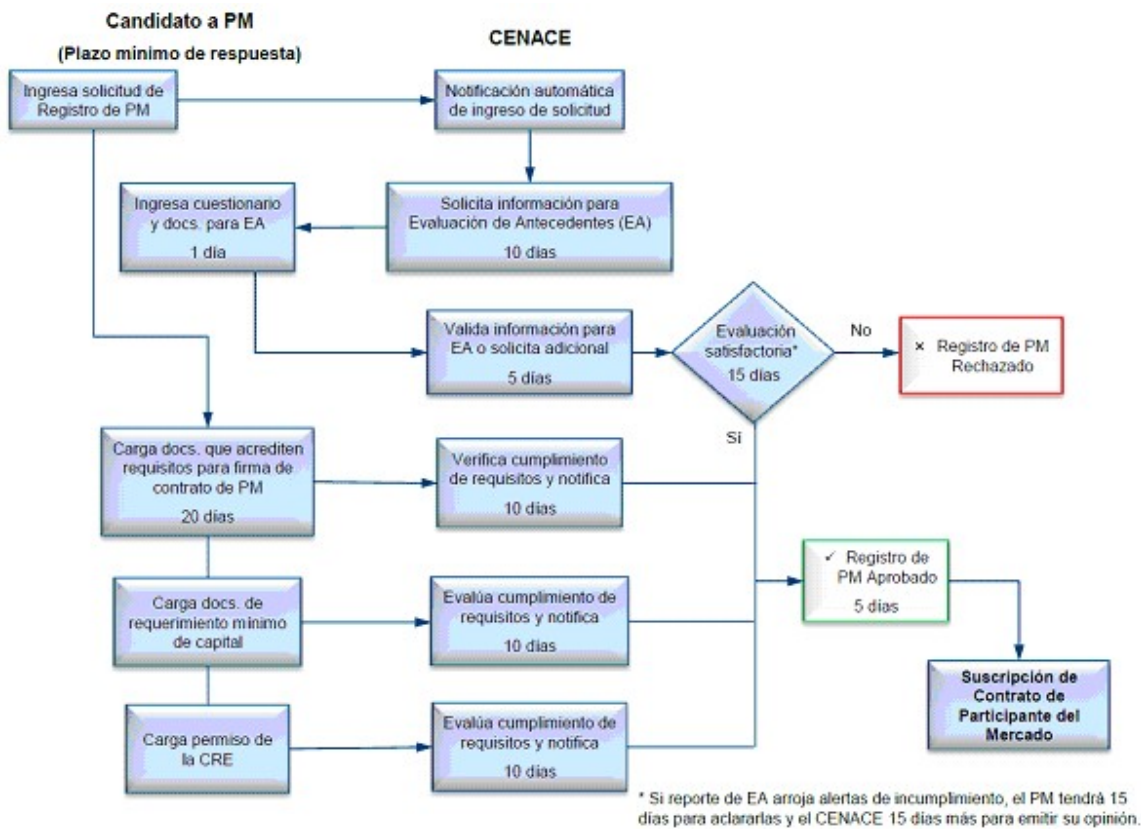 Candidato a PM
(Plazo mínimo de respuesta)
CENACE
Ingresa solicitud de
Registro de PM
Notificación automática
de ingreso de solicitud
Ingresa cuestionario
y docs. para EA
1 día
Solicita información para
Evaluación de Antecedentes (EA)
10 días
Valida información para
EA o solicita adicional
5 días
Evaluación
satisfactoria*
15 días
No
× Registro de PM
Rechazado
Sí
Carga docs. que acrediten
requisitos para firma de
contrato de PM
20 días
Verifica cumplimiento
de requisitos y notifica
10 días
✓ Registro de
PM Aprobado
5 días
Carga docs. de
requerimiento mínimo
de capital
Evalúa cumplimiento de
requisitos y notifica
10 días
Suscripción de
Contrato de
Participante del
Mercado
Carga permiso de
la CRE
Evalúa cumplimiento de
requisitos y notifica
10 días
* Si reporte de EA arroja alertas de incumplimiento, el PM tendrá 15
días para aclararlas y el CENACE 15 días más para emitir su opinión.